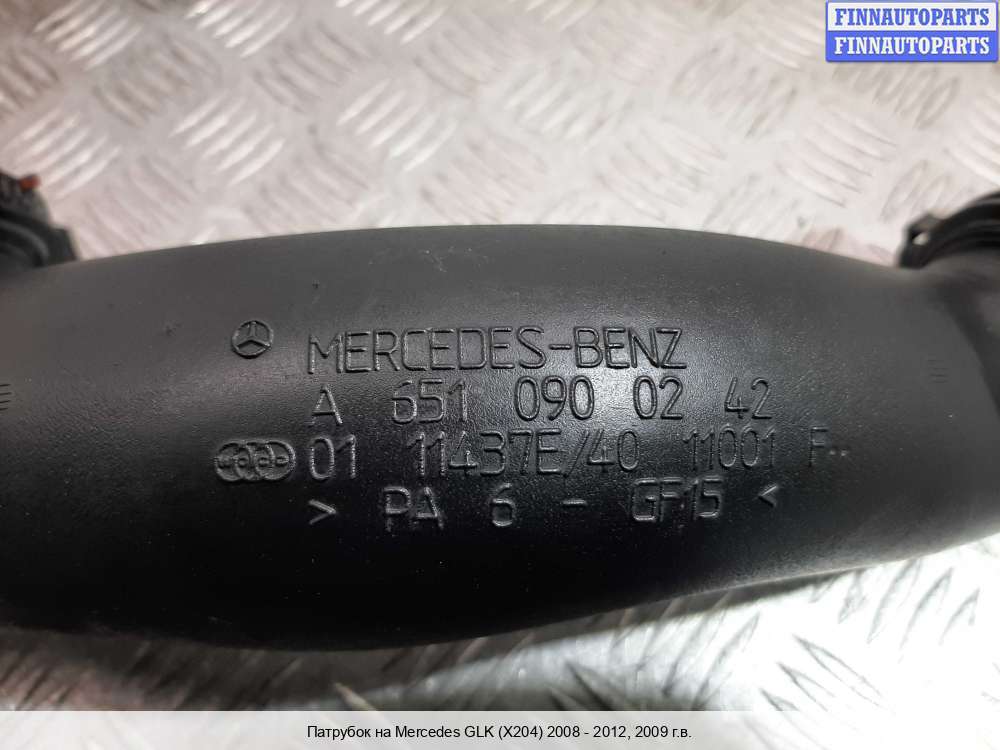 FINNAUTOPARTS
FINNAUTOPARTS
MERCEDES-BENZ
A 651 090 02 42
01 11437E/40 11001 F
> PA 6 - GF15 <
Патрубок на Mercedes GLK (X204) 2008 - 2012, 2009 г.в.